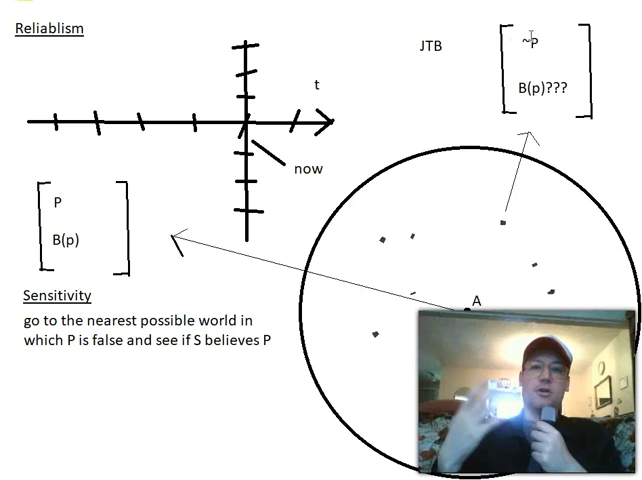 Reliablism
JTB
~P
B(p)???
t
now
P
B(p)
A
Sensitivity
go to the nearest possible world in
which P is false and see if S believes P